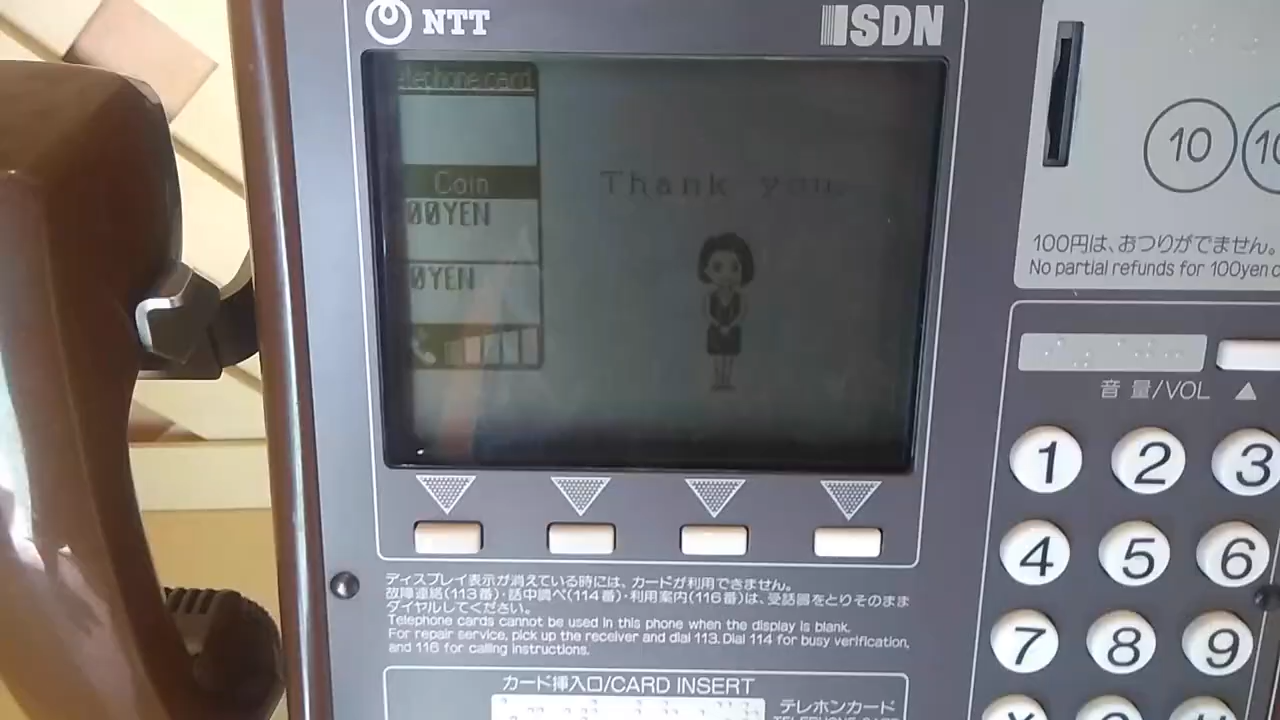 NTT
ISDN
Telephone card
Coin
00YEN
0YEN
Thank you.
10
100円は、おつりがでません。
No partial refunds for 100yen
音量/VOL ▲
1 2 3
4 5 6
7 8 9
ディスプレイ表示が消えている時には、カードが利用できません。
故障連絡(113番)・話中調べ(114番)・利用案内(116番)は、受話器をとりそのまま
ダイヤルしてください。
Telephone cards cannot be used in this phone when the display is blank.
For repair service, pick up the receiver and dial 113. Dial 114 for busy verification,
and 116 for calling instructions.
カード挿入口/CARD INSERT
テレホンカード